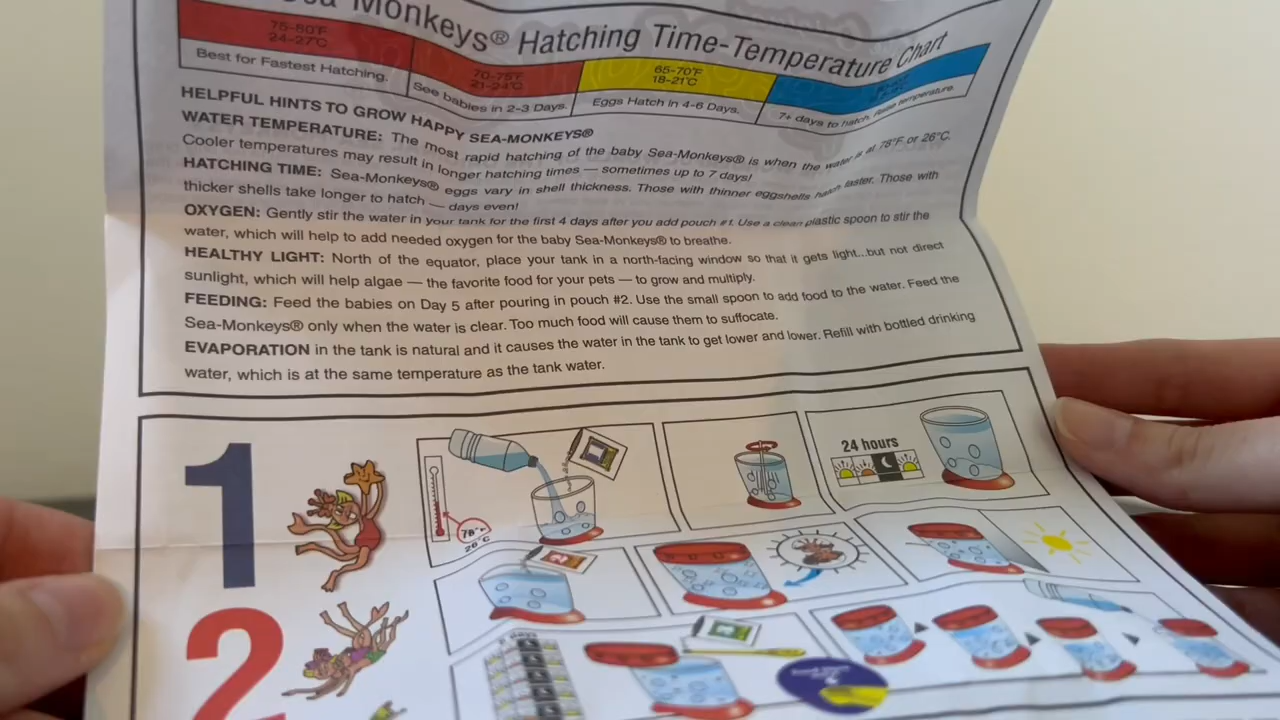 Sea Monkeys® Hatching Time-Temperature Chart
75-80°F
24-27°C
Best for Fastest Hatching.
70-75°F
21-24°C
See babies in 2-3 Days.
65-70°F
18-21°C
Eggs Hatch in 4-6 Days.
7+ days to hatch, raise temperature.
HELPFUL HINTS TO GROW HAPPY SEA-MONKEYS®
WATER TEMPERATURE: The most rapid hatching of the baby Sea-Monkeys® is when the water is at 78°F or 26°C.
Cooler temperatures may result in longer hatching times — sometimes up to 7 days!
HATCHING TIME: Sea-Monkeys® eggs vary in shell thickness. Those with thinner eggshells hatch faster. Those with
thicker shells take longer to hatch — days even!
OXYGEN: Gently stir the water in your tank for the first 4 days after you add pouch #1. Use a clean plastic spoon to stir the
water, which will help to add needed oxygen for the baby Sea-Monkeys® to breathe.
HEALTHY LIGHT: North of the equator, place your tank in a north-facing window so that it gets light...but not direct
sunlight, which will help algae — the favorite food for your pets — to grow and multiply.
FEEDING: Feed the babies on Day 5 after pouring in pouch #2. Use the small spoon to add food to the water. Feed the
Sea-Monkeys® only when the water is clear. Too much food will cause them to suffocate.
EVAPORATION in the tank is natural and it causes the water in the tank to get lower and lower. Refill with bottled drinking
water, which is at the same temperature as the tank water.
1
78°F
26°C
24 hours
2
days